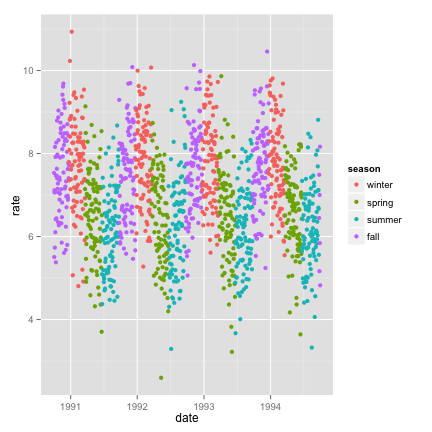 10
8
6
4
rate
1991
1992
1993
1994
date
season
winter
spring
summer
fall